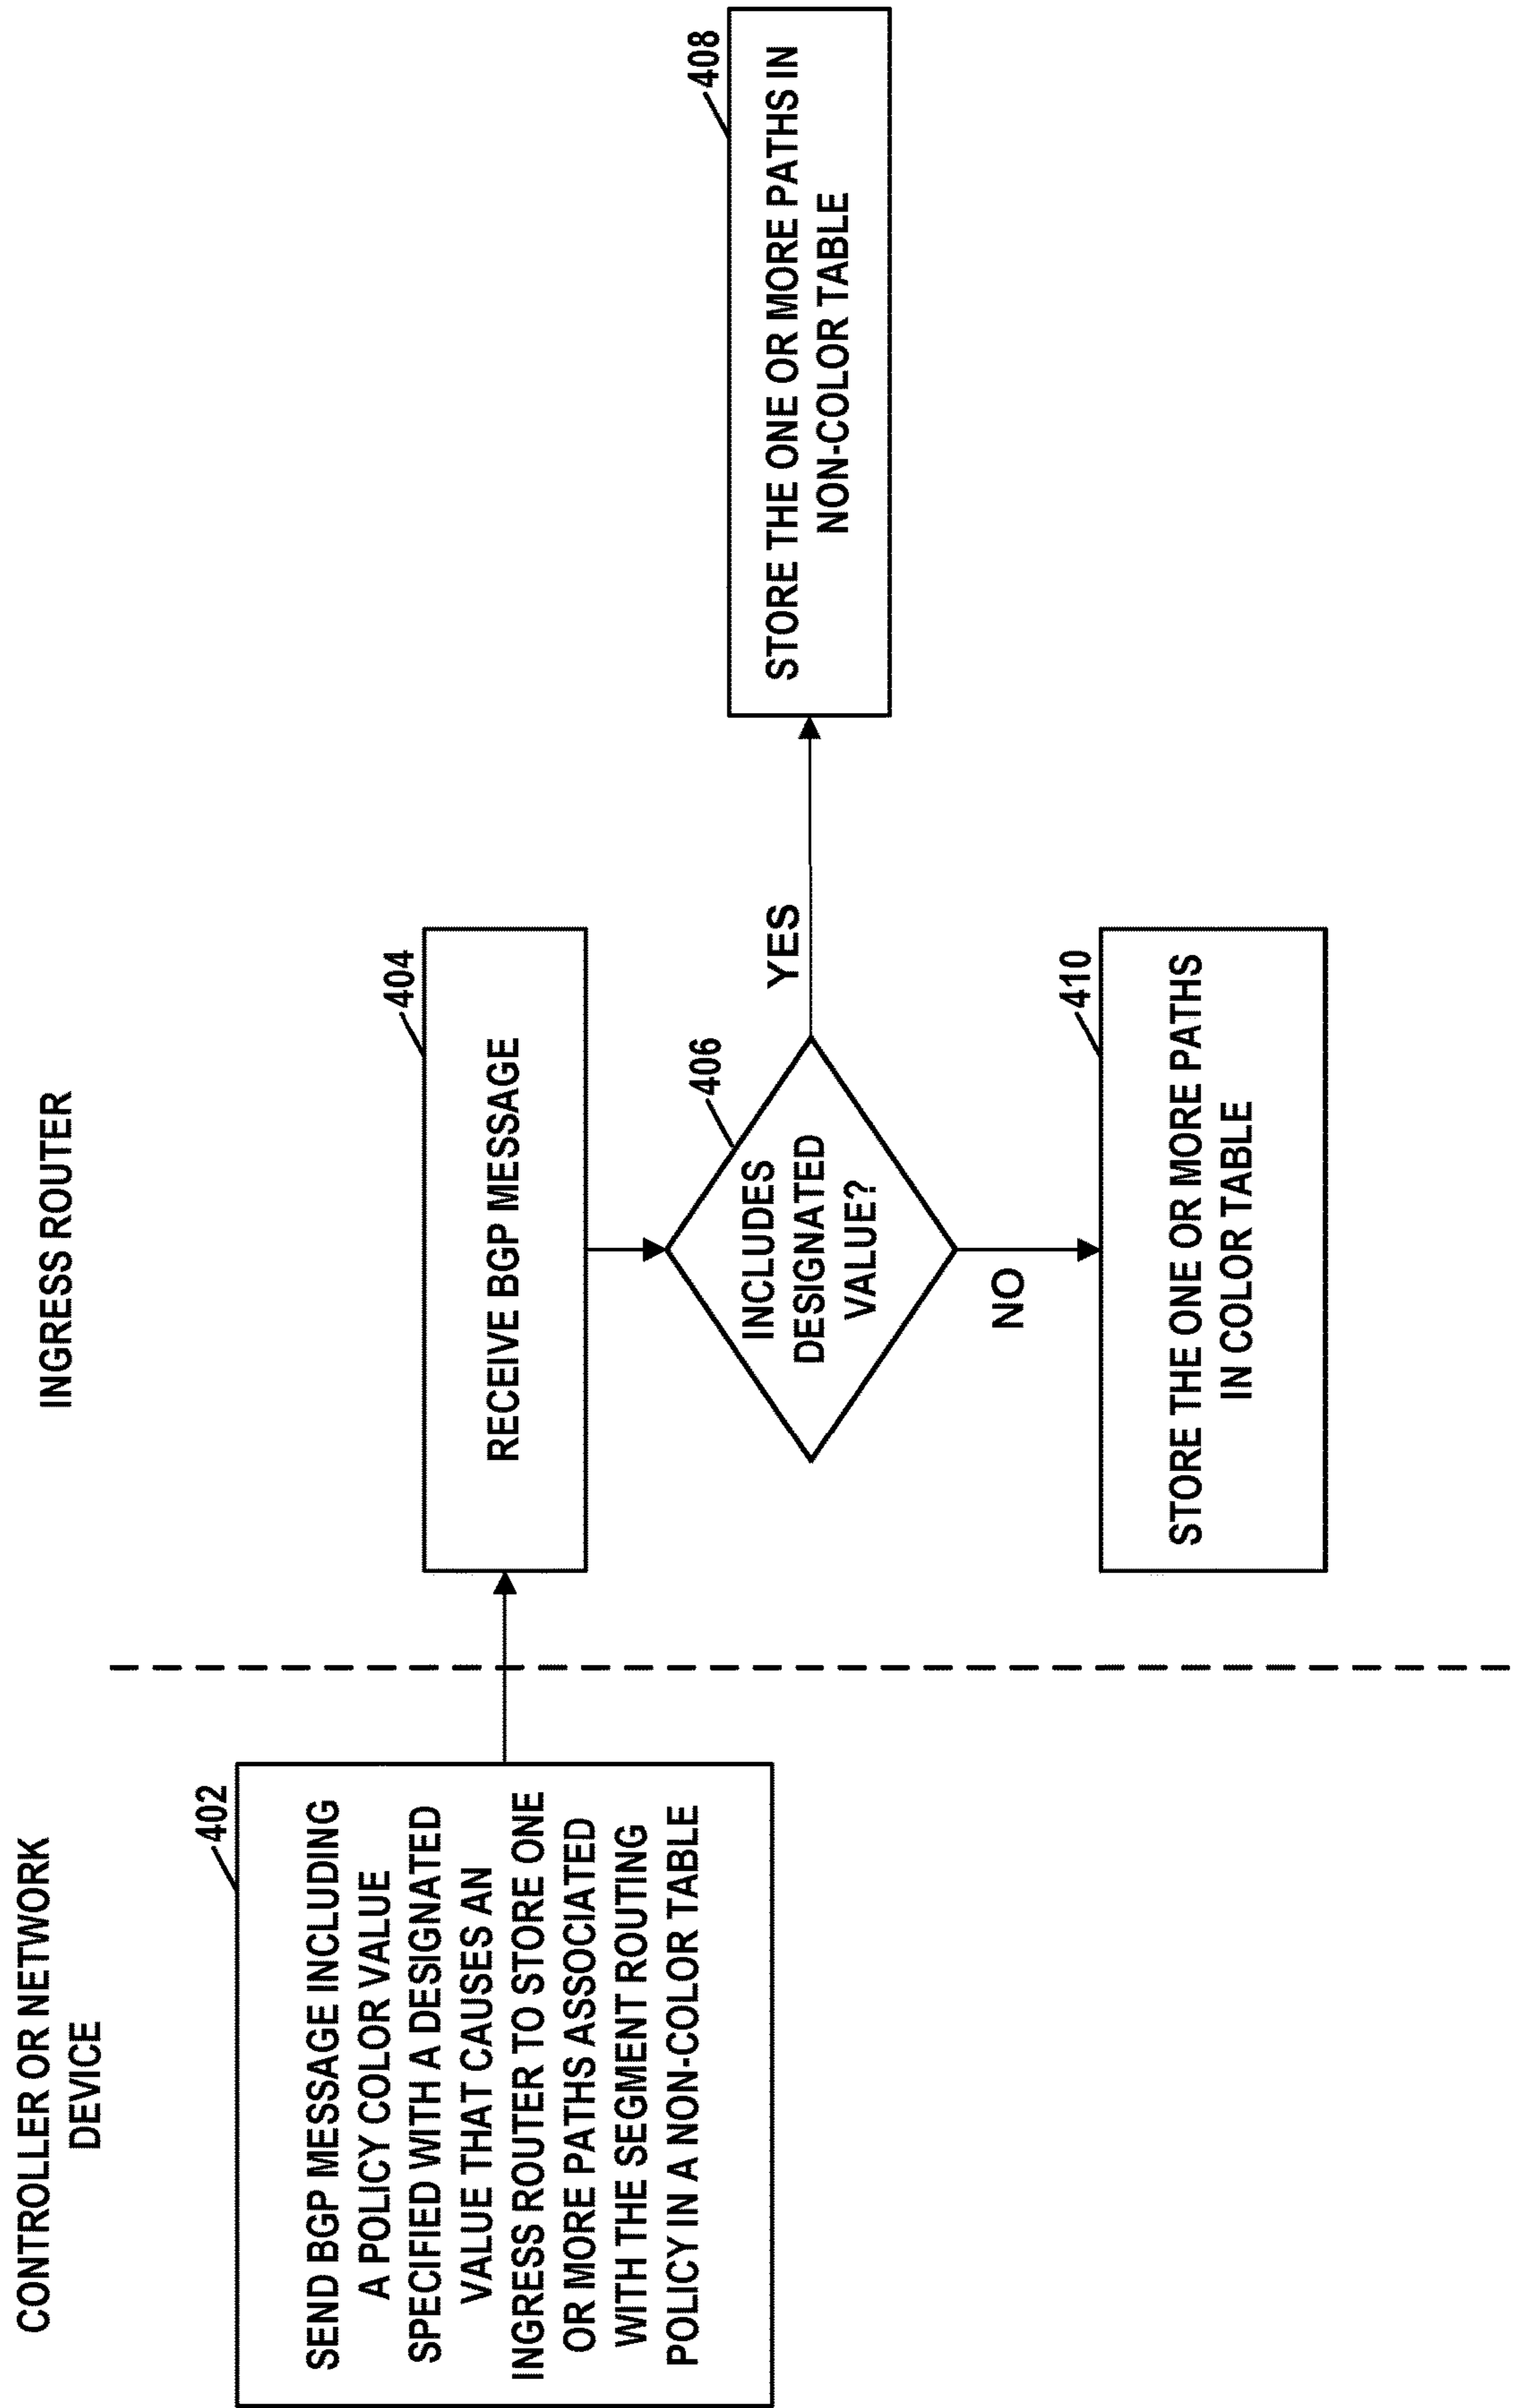 CONTROLLER OR NETWORK
DEVICE
INGRESS ROUTER
402
SEND BGP MESSAGE INCLUDING
A POLICY COLOR VALUE
SPECIFIED WITH A DESIGNATED
VALUE THAT CAUSES AN
INGRESS ROUTER TO STORE ONE
OR MORE PATHS ASSOCIATED
WITH THE SEGMENT ROUTING
POLICY IN A NON-COLOR TABLE
404
RECEIVE BGP MESSAGE
406
INCLUDES
DESIGNATED
VALUE?
YES
408
STORE THE ONE OR MORE PATHS IN
NON-COLOR TABLE
NO
410
STORE THE ONE OR MORE PATHS
IN COLOR TABLE